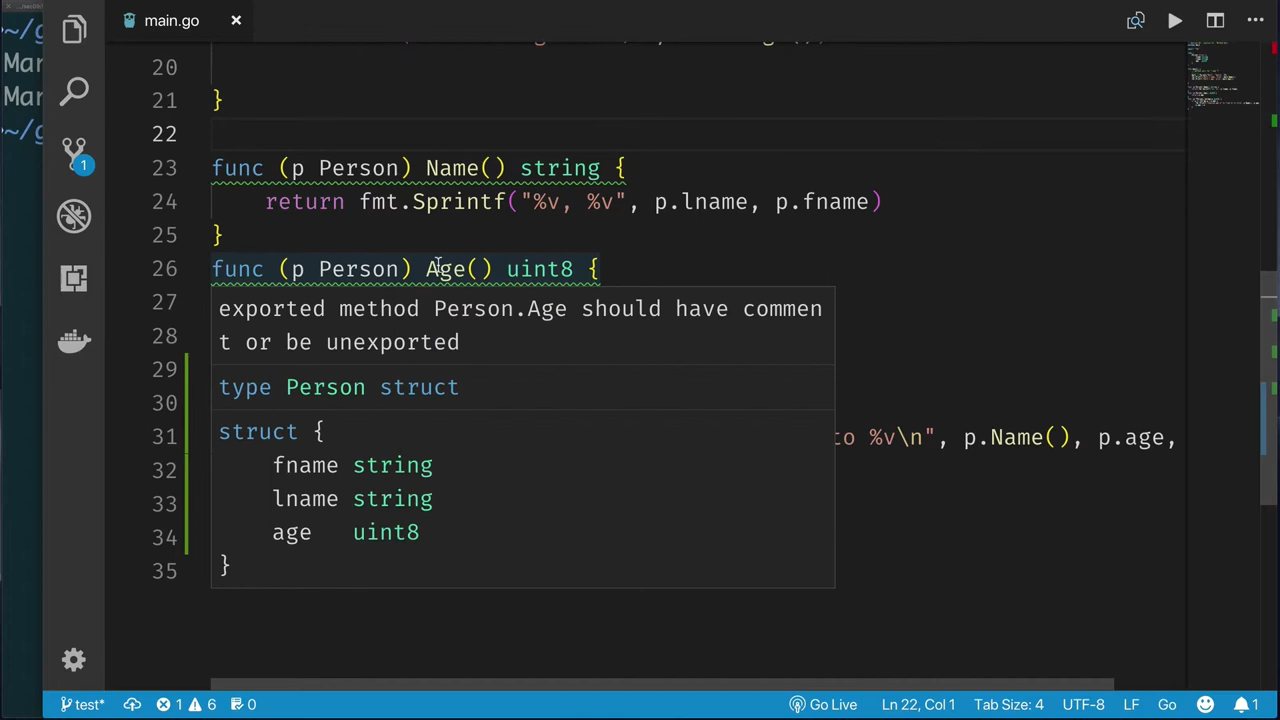 main.go
~/g
Mar
Mar
~/g
20
21 }
22
23 func (p Person) Name() string {
24 return fmt.Sprintf("%v, %v", p.lname, p.fname)
25 }
26 func (p Person) Age() uint8 {
27
exported method Person.Age should have commen
t or be unexported
28
29
type Person struct
30
31 to %v\n", p.Name(), p.age,
struct {
fname string
32
lname string
33
age uint8
34
}
35
1
test* 1 6 0 Go Live Ln 22, Col 1 Tab Size: 4 UTF-8 LF Go 1